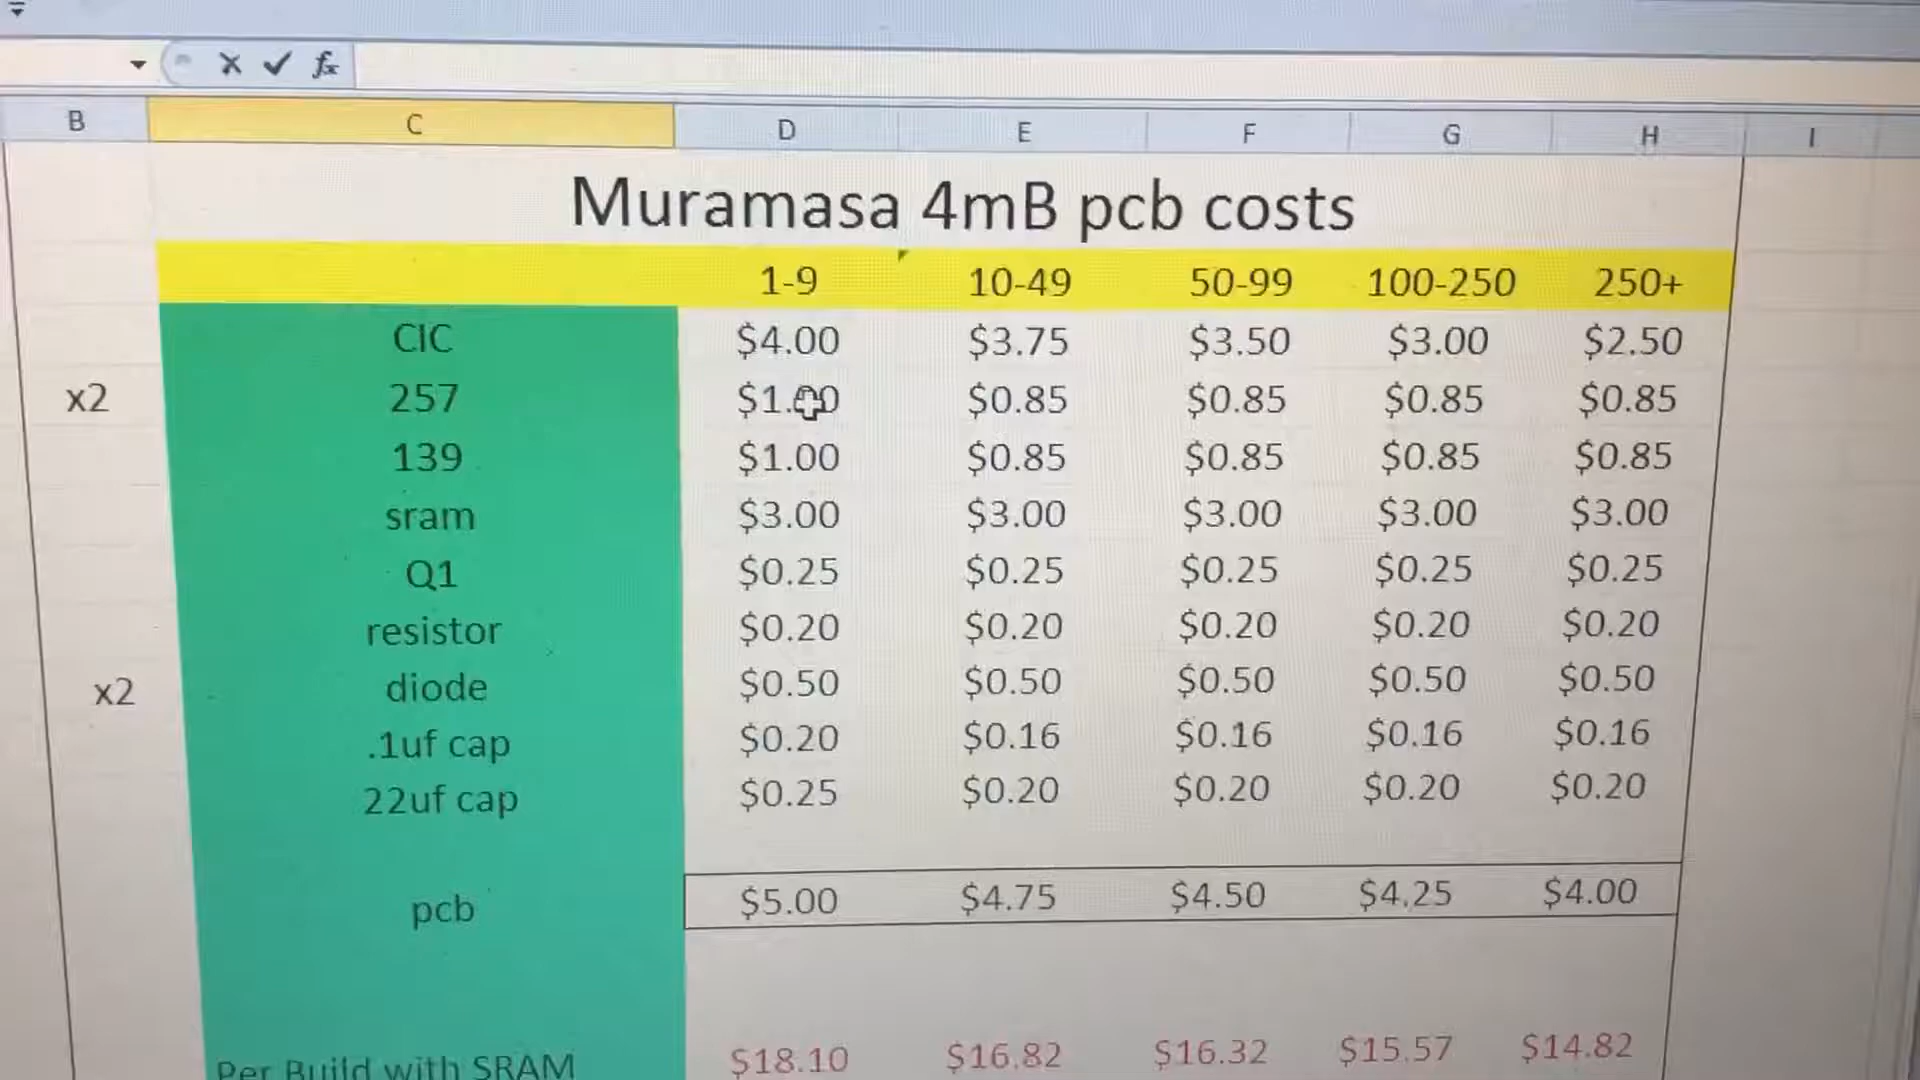 fx
B C D E F G H I
Muramasa 4mB pcb costs
1-9 10-49 50-99 100-250 250+
CIC $4.00 $3.75 $3.50 $3.00 $2.50
x2 257 $1.00 $0.85 $0.85 $0.85 $0.85
139 $1.00 $0.85 $0.85 $0.85 $0.85
sram $3.00 $3.00 $3.00 $3.00 $3.00
Q1 $0.25 $0.25 $0.25 $0.25 $0.25
resistor $0.20 $0.20 $0.20 $0.20 $0.20
x2 diode $0.50 $0.50 $0.50 $0.50 $0.50
.1uf cap $0.20 $0.16 $0.16 $0.16 $0.16
22uf cap $0.25 $0.20 $0.20 $0.20 $0.20
pcb $5.00 $4.75 $4.50 $4.25 $4.00
Per Build with SRAM $18.10 $16.82 $16.32 $15.57 $14.82